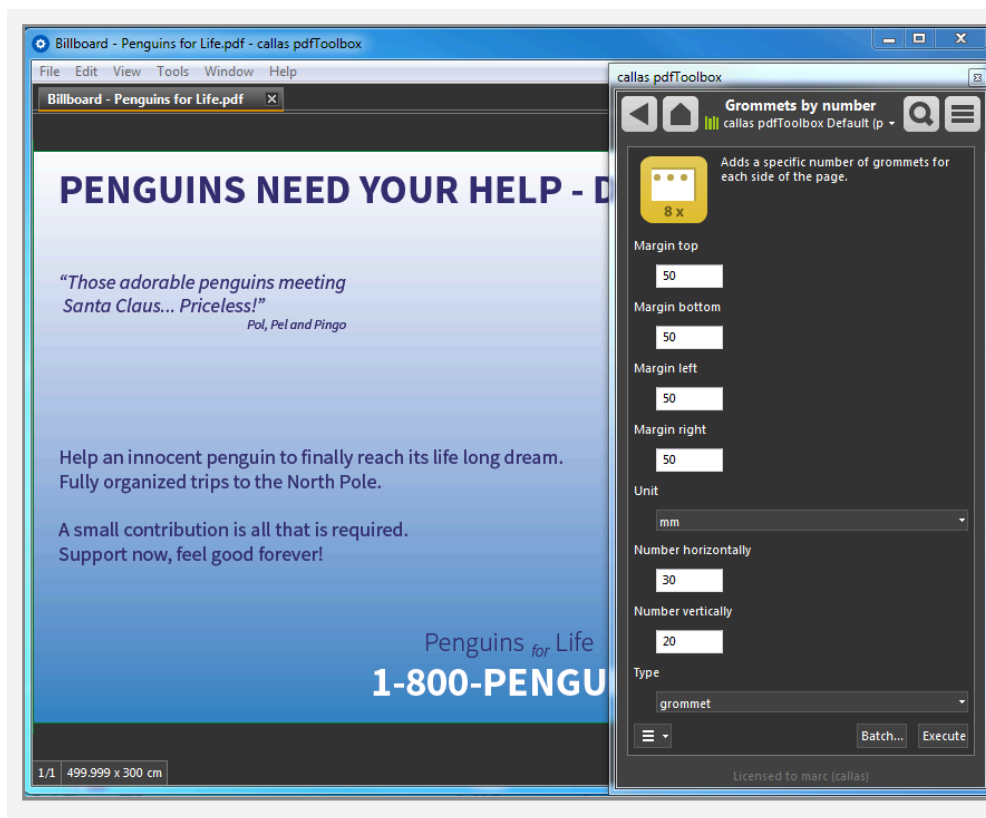 Billboard - Penguins for Life.pdf - callas pdfToolbox
File Edit View Tools Window Help
Billboard - Penguins for Life.pdf
PENGUINS NEED YOUR HELP - D
“Those adorable penguins meeting
Santa Claus... Priceless!”
Pol, Pel and Pingo
Help an innocent penguin to finally reach its life long dream.
Fully organized trips to the North Pole.
A small contribution is all that is required.
Support now, feel good forever!
Penguins for Life
1-800-PENGU
1/1 499.999 x 300 cm
callas pdfToolbox
Grommets by number
callas pdfToolbox Default (p
Adds a specific number of grommets for
each side of the page.
8 x
Margin top
50
Margin bottom
50
Margin left
50
Margin right
50
Unit
mm
Number horizontally
30
Number vertically
20
Type
grommet
Batch... Execute
Licensed to marc (callas)